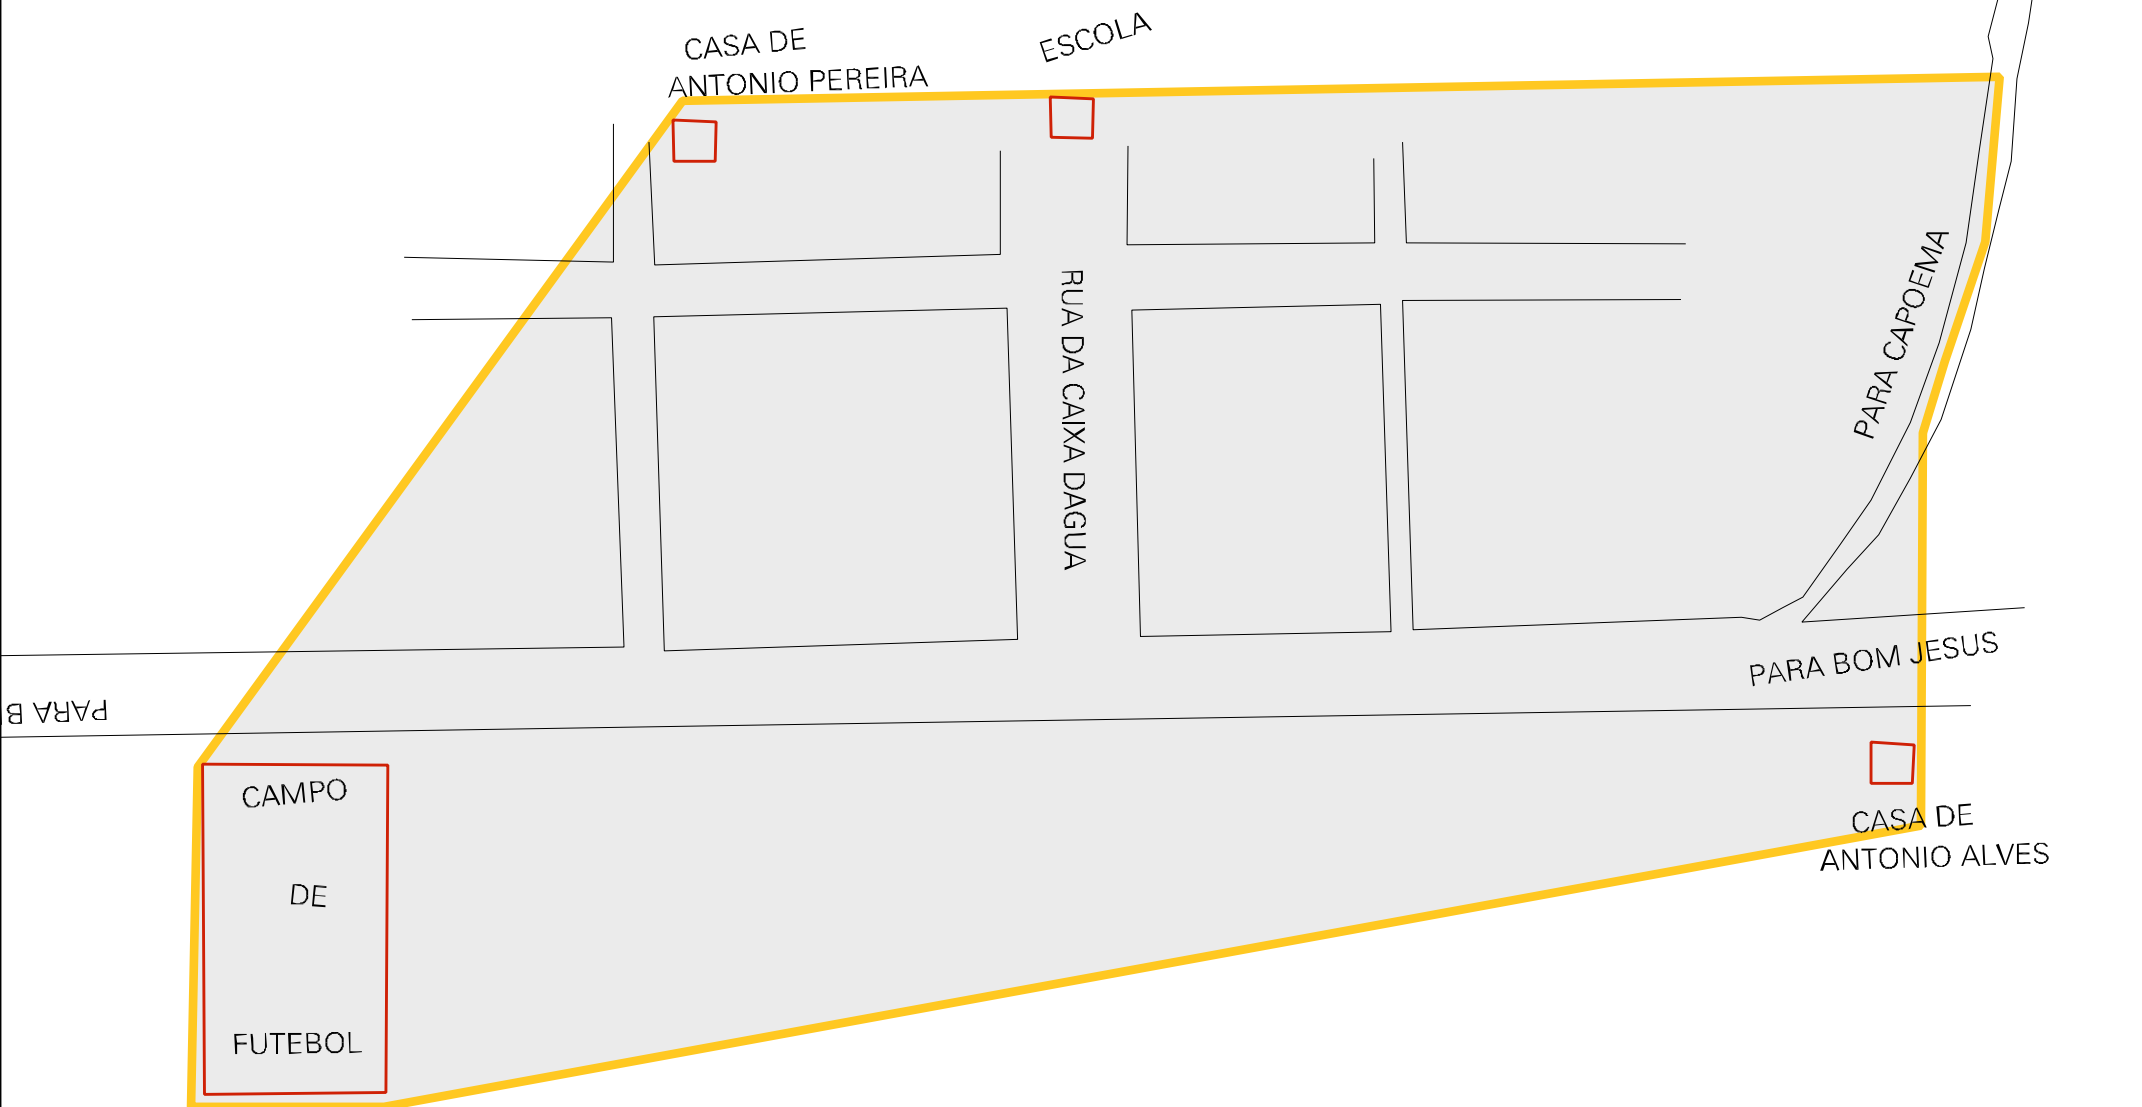 CASA DE
ANTONIO PEREIRA
ESCOLA
RUA DA CAIXA DAGUA
PARA CAPOEMA
PARA BOM JESUS
PARA B
CASA DE
ANTONIO ALVES
CAMPO
DE
FUTEBOL